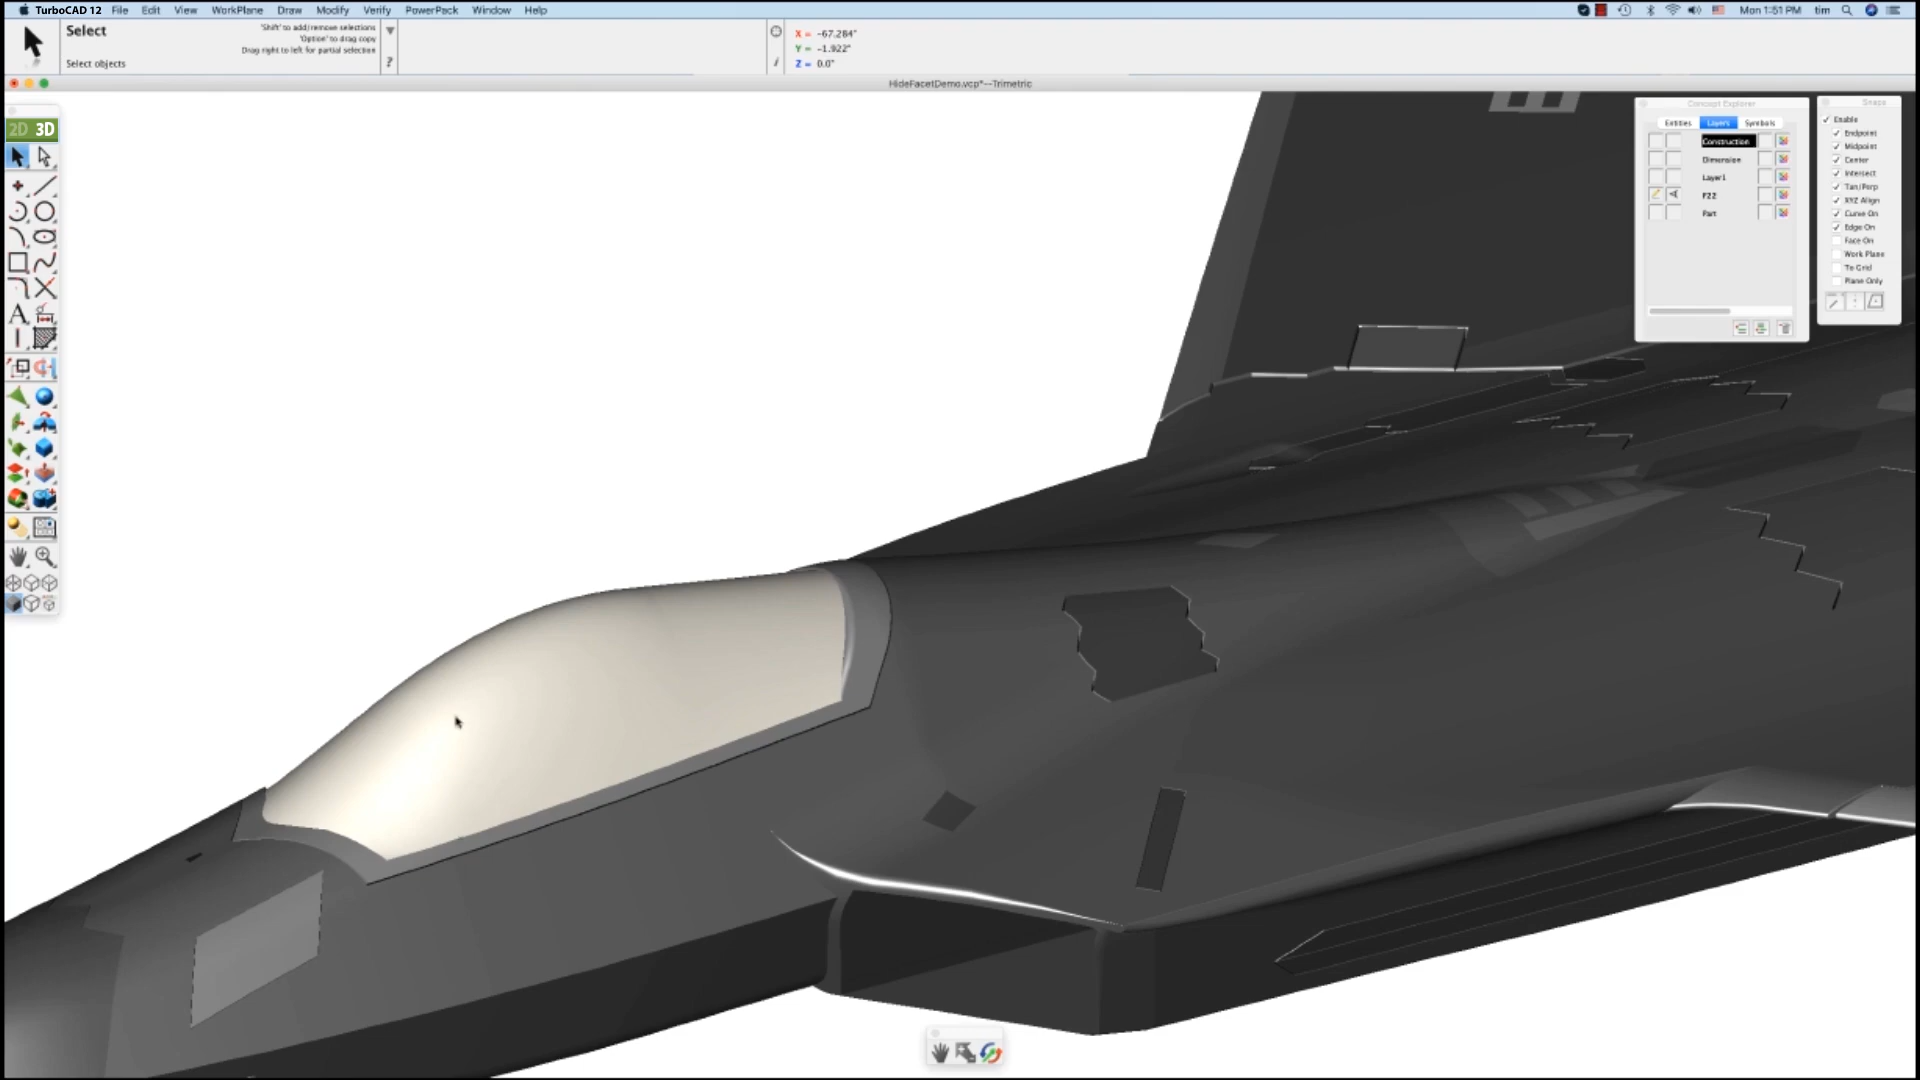 TurboCAD 12 File Edit View WorkPlane Draw Modify Verify PowerPack Window Help Mon 1:51 PM tim
Select
'Shift' to add/remove selections
'Option' to drag copy
Drag right to left for partial selection
Select objects
?
i
X = -67.284"
Y = -1.922"
Z = 0.0"
HideFacetDemo.vcp*--Trimetric
2D 3D
A
Concept Explorer
Entities Layers Symbols
Construction
Dimension
Layer1
F22
Part
Snaps
Enable
Endpoint
Midpoint
Center
Intersect
Tan/Perp
XYZ Align
Curve On
Edge On
Face On
Work Plane
To Grid
Plane Only